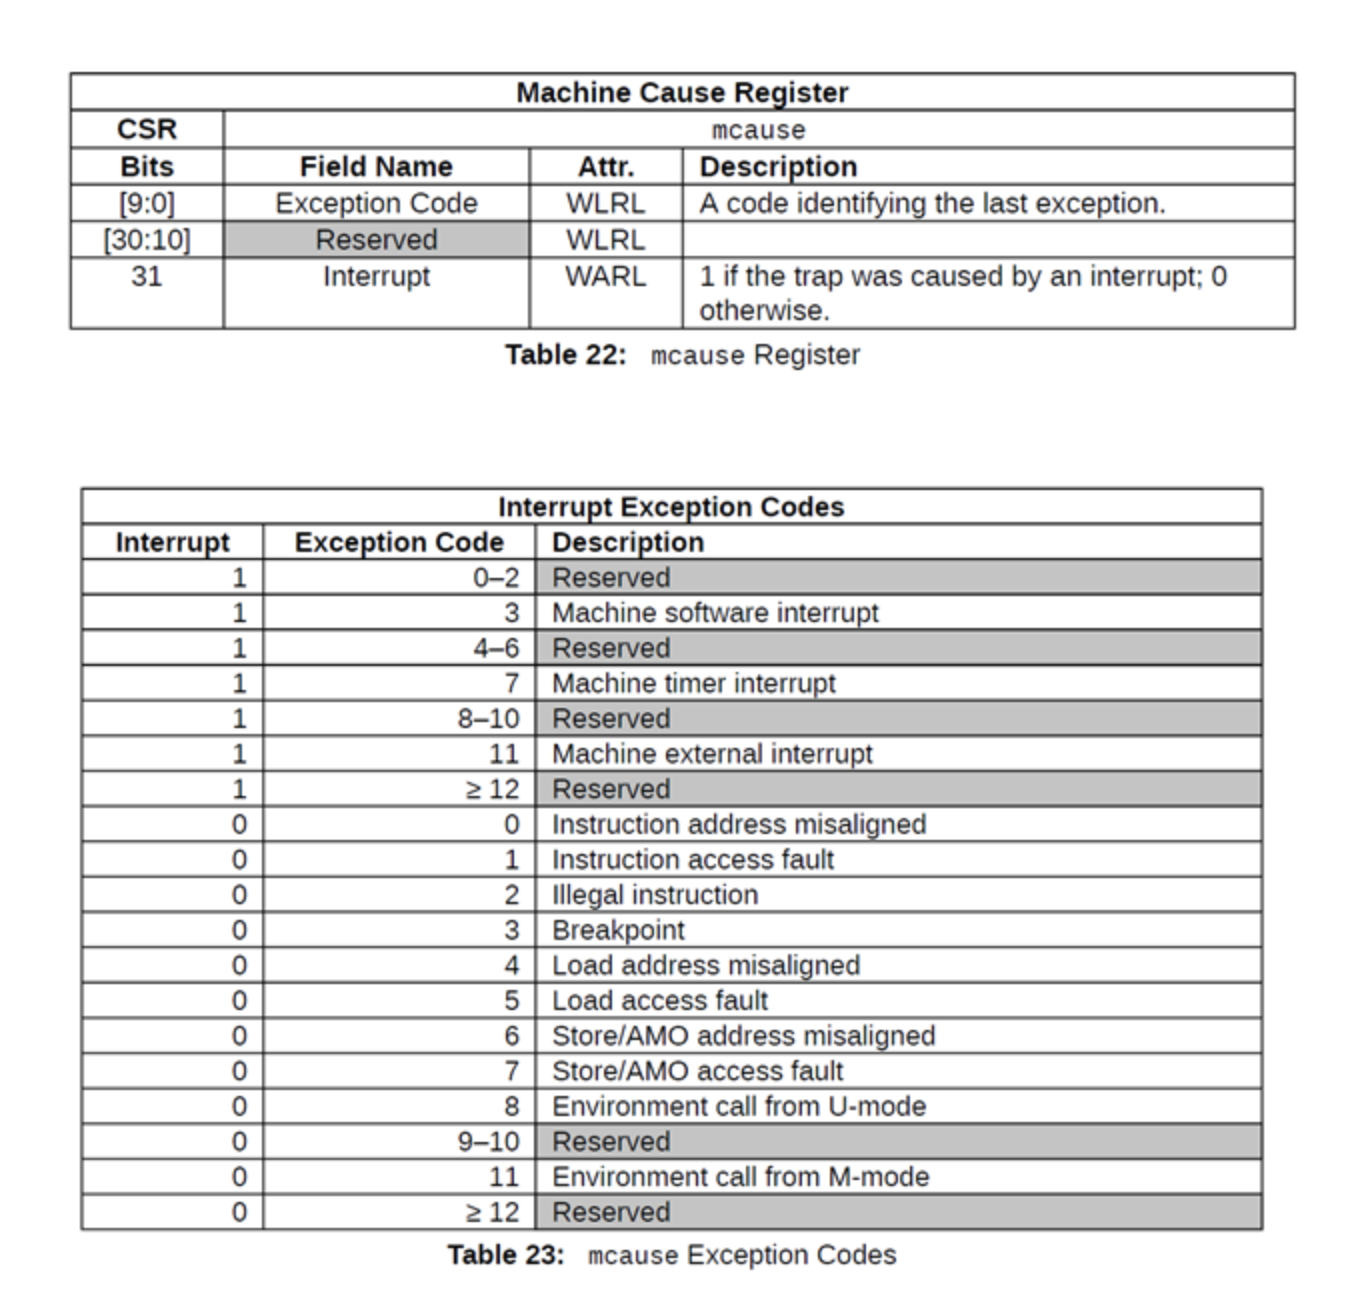 Machine Cause Register
CSR mcause
Bits Field Name Attr. Description
[9:0] Exception Code WLRL A code identifying the last exception.
[30:10] Reserved WLRL
31 Interrupt WARL 1 if the trap was caused by an interrupt; 0
otherwise.
Table 22: mcause Register
Interrupt Exception Codes
Interrupt Exception Code Description
1 0–2 Reserved
1 3 Machine software interrupt
1 4–6 Reserved
1 7 Machine timer interrupt
1 8–10 Reserved
1 11 Machine external interrupt
1 ≥ 12 Reserved
0 0 Instruction address misaligned
0 1 Instruction access fault
0 2 Illegal instruction
0 3 Breakpoint
0 4 Load address misaligned
0 5 Load access fault
0 6 Store/AMO address misaligned
0 7 Store/AMO access fault
0 8 Environment call from U-mode
0 9–10 Reserved
0 11 Environment call from M-mode
0 ≥ 12 Reserved
Table 23: mcause Exception Codes